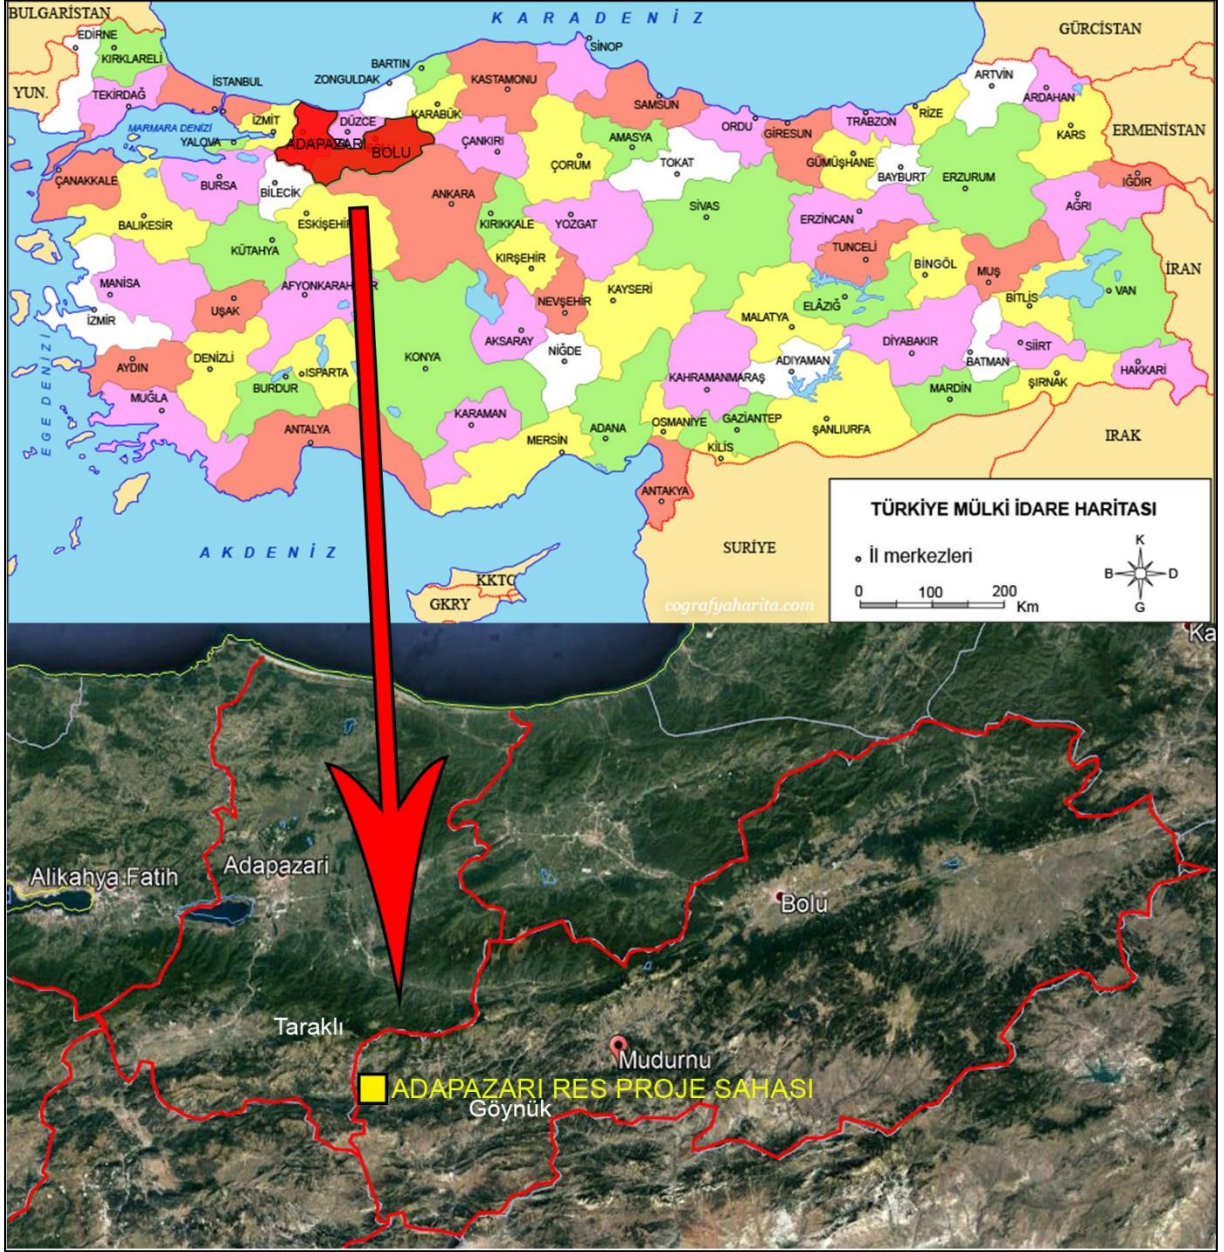 BULGARİSTAN
K A R A D E N İ Z
GÜRCİSTAN
EDİRNE
KIRKLARELİ
SİNOP
BARTIN
İSTANBUL
ZONGULDAK
KASTAMONU
ARTVİN
YUN.
TEKİRDAĞ
SAMSUN
ARDAHAN
İZMİT
DÜZCE
KARABÜK
ORDU
GİRESUN
TRABZON
RİZE
MARMARA DENİZİ
YALOVA
ADAPAZARI
BOLU
ÇANKIRI
AMASYA
KARS
ERMENİSTAN
ÇORUM
TOKAT
GÜMÜŞHANE
BAYBURT
ERZURUM
ÇANAKKALE
BURSA
BİLECİK
ANKARA
IĞDIR
BALIKESİR
ESKİŞEHİR
KIRIKKALE
YOZGAT
SİVAS
ERZİNCAN
AĞRI
KÜTAHYA
KIRŞEHİR
TUNCELİ
BİNGÖL
MUŞ
İRAN
MANİSA
AFYONKARAH
R
NEVŞEHİR
KAYSERİ
ELÂZIĞ
BİTLİS
VAN
İZMİR
UŞAK
MALATYA
EGE DENİZİ
AYDIN
DENİZLİ
ISPARTA
KONYA
AKSARAY
NİĞDE
DİYABAKIR
SİİRT
ADIYAMAN
BATMAN
HAKKARİ
MUĞLA
BURDUR
KAHRAMANMARAŞ
MARDİN
ŞIRNAK
ANTALYA
KARAMAN
MERSİN
ADANA
OSMANIYE
GAZİANTEP
ŞANLIURFA
KİLİS
IRAK
ANTAKYA
A K D E N İ Z
SURİYE
KKTC
GKRY
TÜRKİYE MÜLKİ İDARE HARİTASI
İl merkezleri
K
B D
G
0 100 200
Km
cografyaharita.com
Ka
Alikahya Fatih
Adapazari
Bolu
Taraklı
Mudurnu
ADAPAZARI RES PROJE SAHASI
Göynük